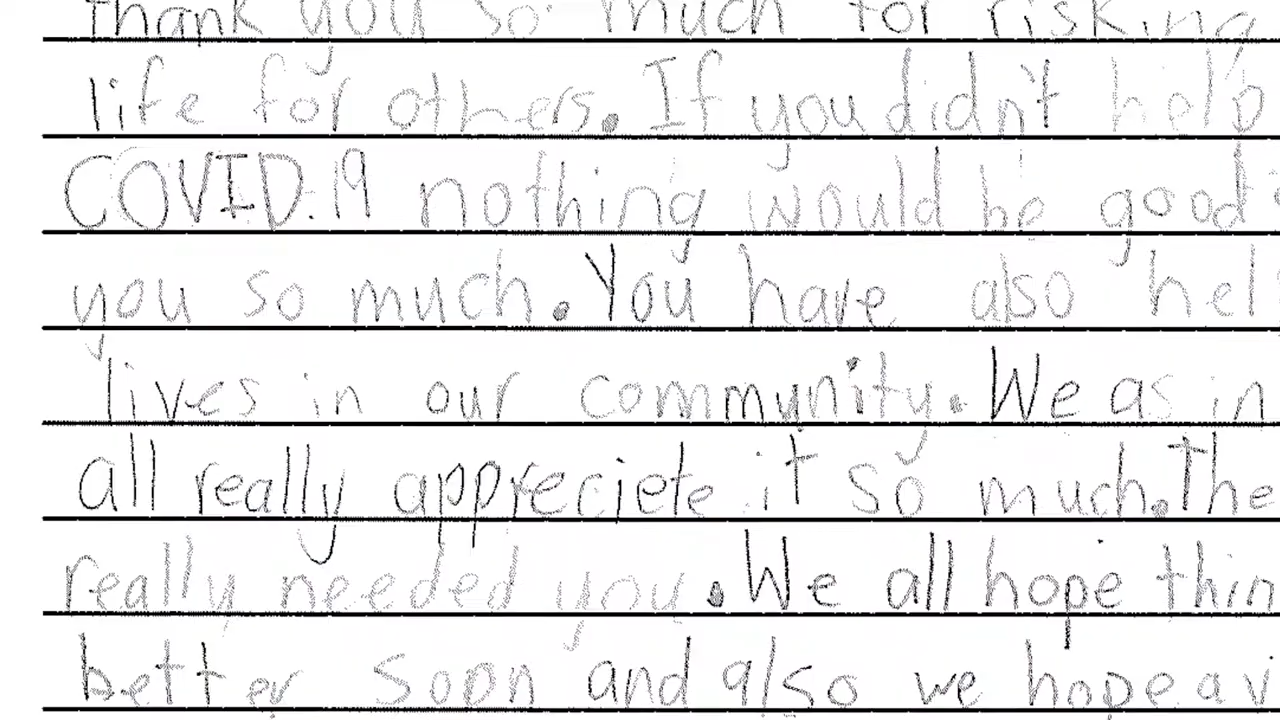 thank you so much for risking
life for others. If you didn't help
COVID.19 nothing would be good
you so much. You have also hel
lives in our community. We as in
all really appreciete it so much. the
really needed you. We all hope thin
better soon and also we hope a vi